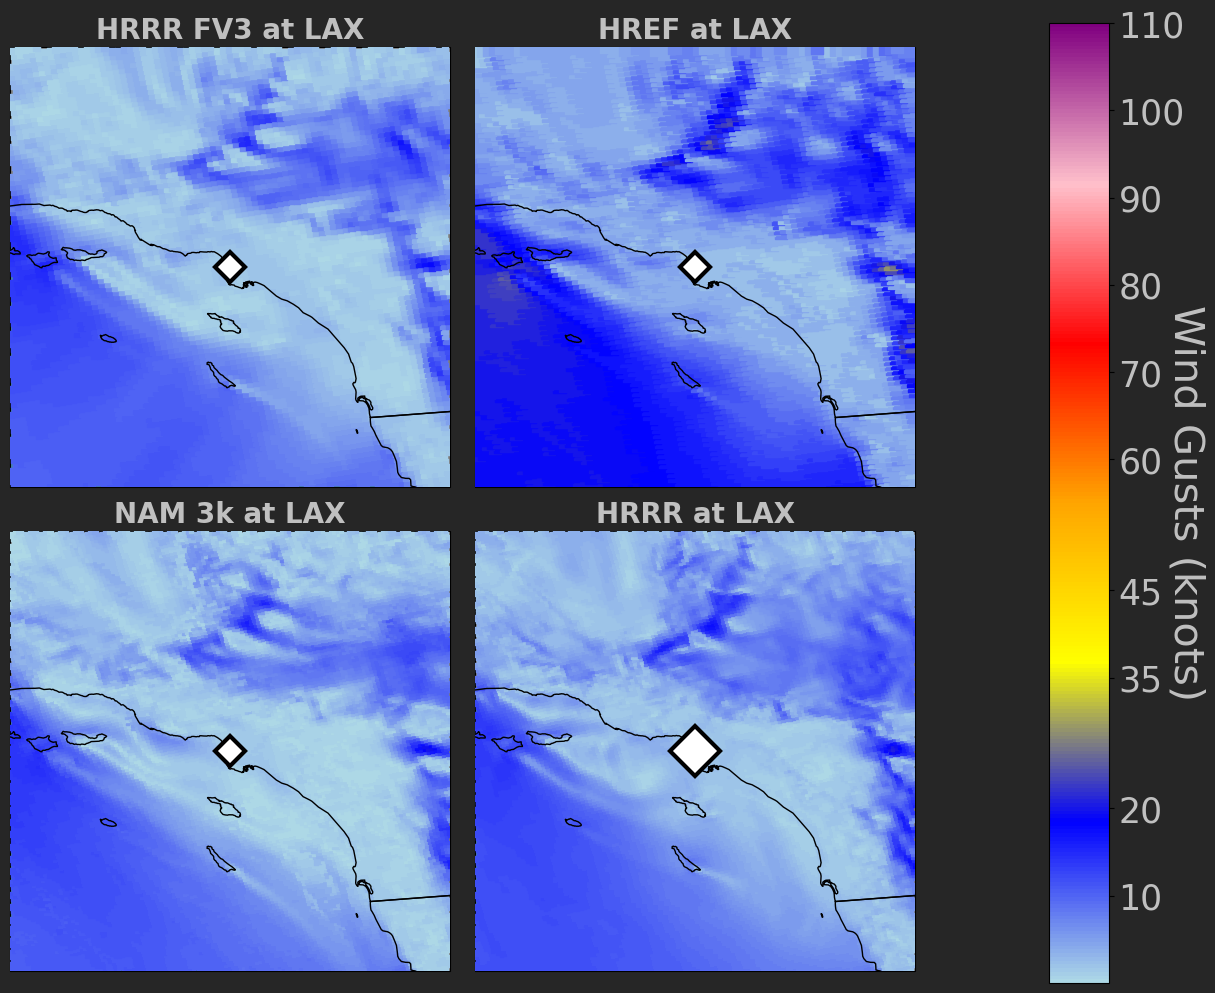 HRRR FV3 at LAX
HREF at LAX
NAM 3k at LAX
HRRR at LAX
110
100
90
80
70
60
45
35
20
10
Wind Gusts (knots)